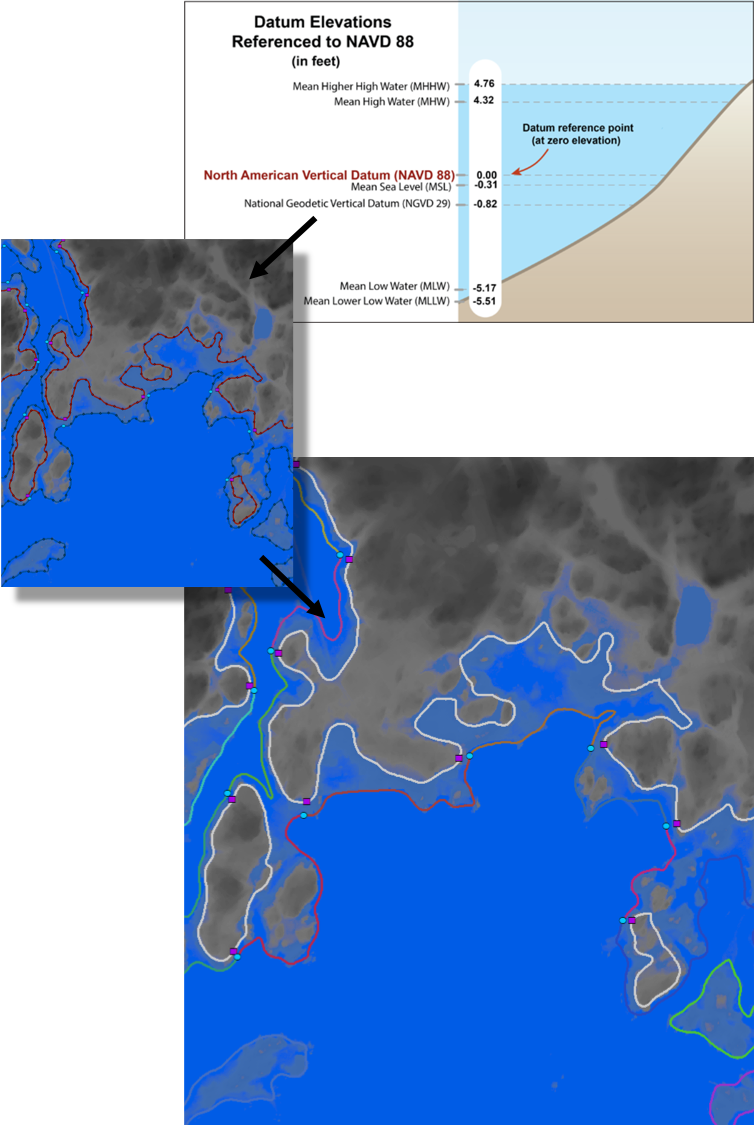 Datum Elevations
Referenced to NAVD 88
(in feet)
Mean Higher High Water (MHHW) 4.76
Mean High Water (MHW) 4.32
Datum reference point
(at zero elevation)
North American Vertical Datum (NAVD 88) 0.00
Mean Sea Level (MSL) -0.31
National Geodetic Vertical Datum (NGVD 29) -0.82
Mean Low Water (MLW) -5.17
Mean Lower Low Water (MLLW) -5.51